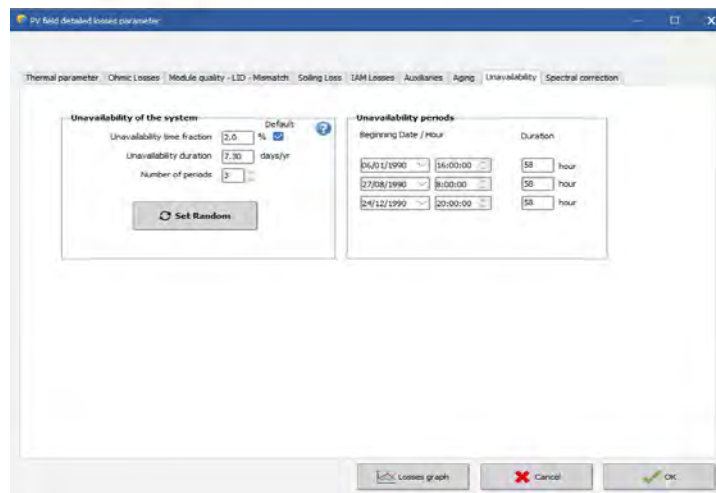 PV field detailed losses parameter
Thermal parameter Ohmic Losses Module quality - LID - Mismatch Soiling Loss IAM Losses Auxiliaries Aging Unavailability Spectral correction
Unavailability of the system
Default
Unavailability time fraction 2.0 %
Unavailability duration 7.30 days/yr
Number of periods 3
Set Random
Unavailability periods
Beginning Date / Hour Duration
06/01/1990 16:00:00 58 hour
27/08/1990 8:00:00 58 hour
24/12/1990 20:00:00 58 hour
Losses graph Cancel OK